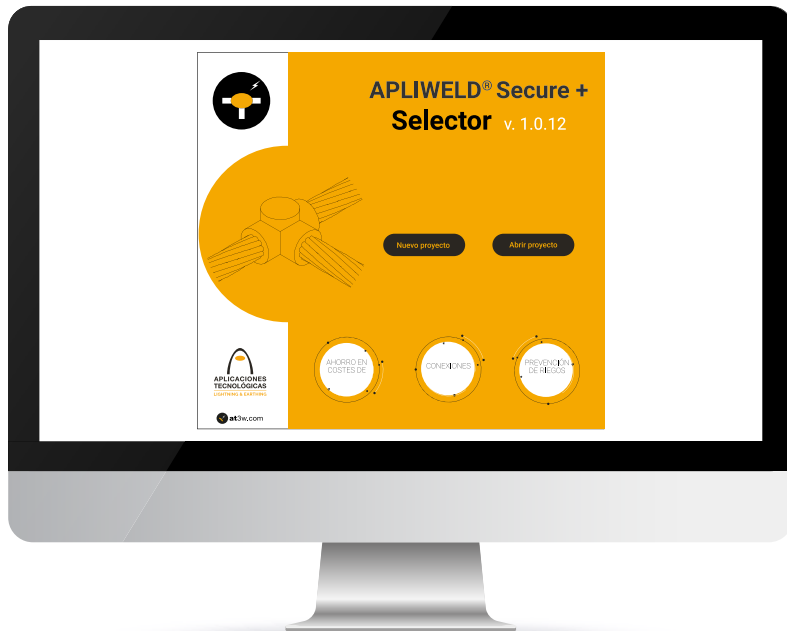 APLIWELD® Secure +
Selector v. 1.0.12
Nuevo proyecto
Abrir proyecto
AHORRO EN
COSTES DE
CONEXIONES
PREVENCIÓN
DE RIEGOS
APLICACIONES
TECNOLÓGICAS
LIGHTNING & EARTHING
at3w.com